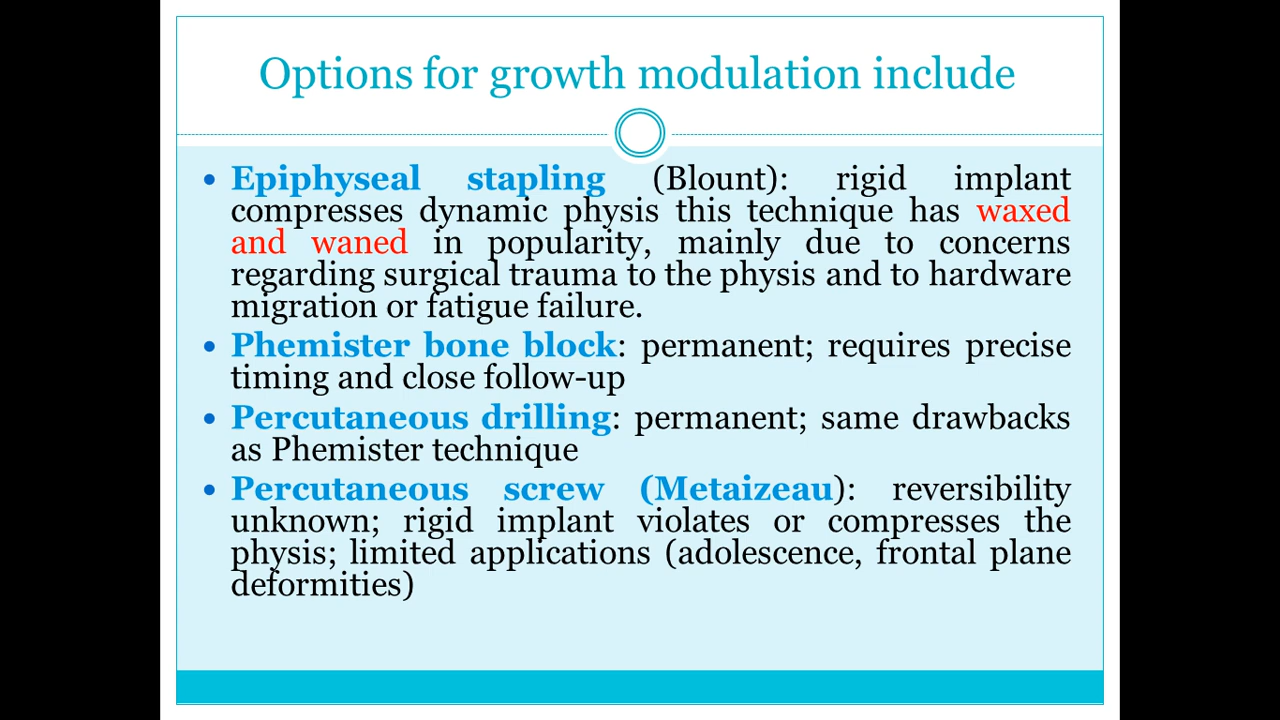 Options for growth modulation include
• Epiphyseal stapling (Blount): rigid implant
compresses dynamic physis this technique has waxed
and waned in popularity, mainly due to concerns
regarding surgical trauma to the physis and to hardware
migration or fatigue failure.
• Phemister bone block: permanent; requires precise
timing and close follow-up
• Percutaneous drilling: permanent; same drawbacks
as Phemister technique
• Percutaneous screw (Metaizeau): reversibility
unknown; rigid implant violates or compresses the
physis; limited applications (adolescence, frontal plane
deformities)